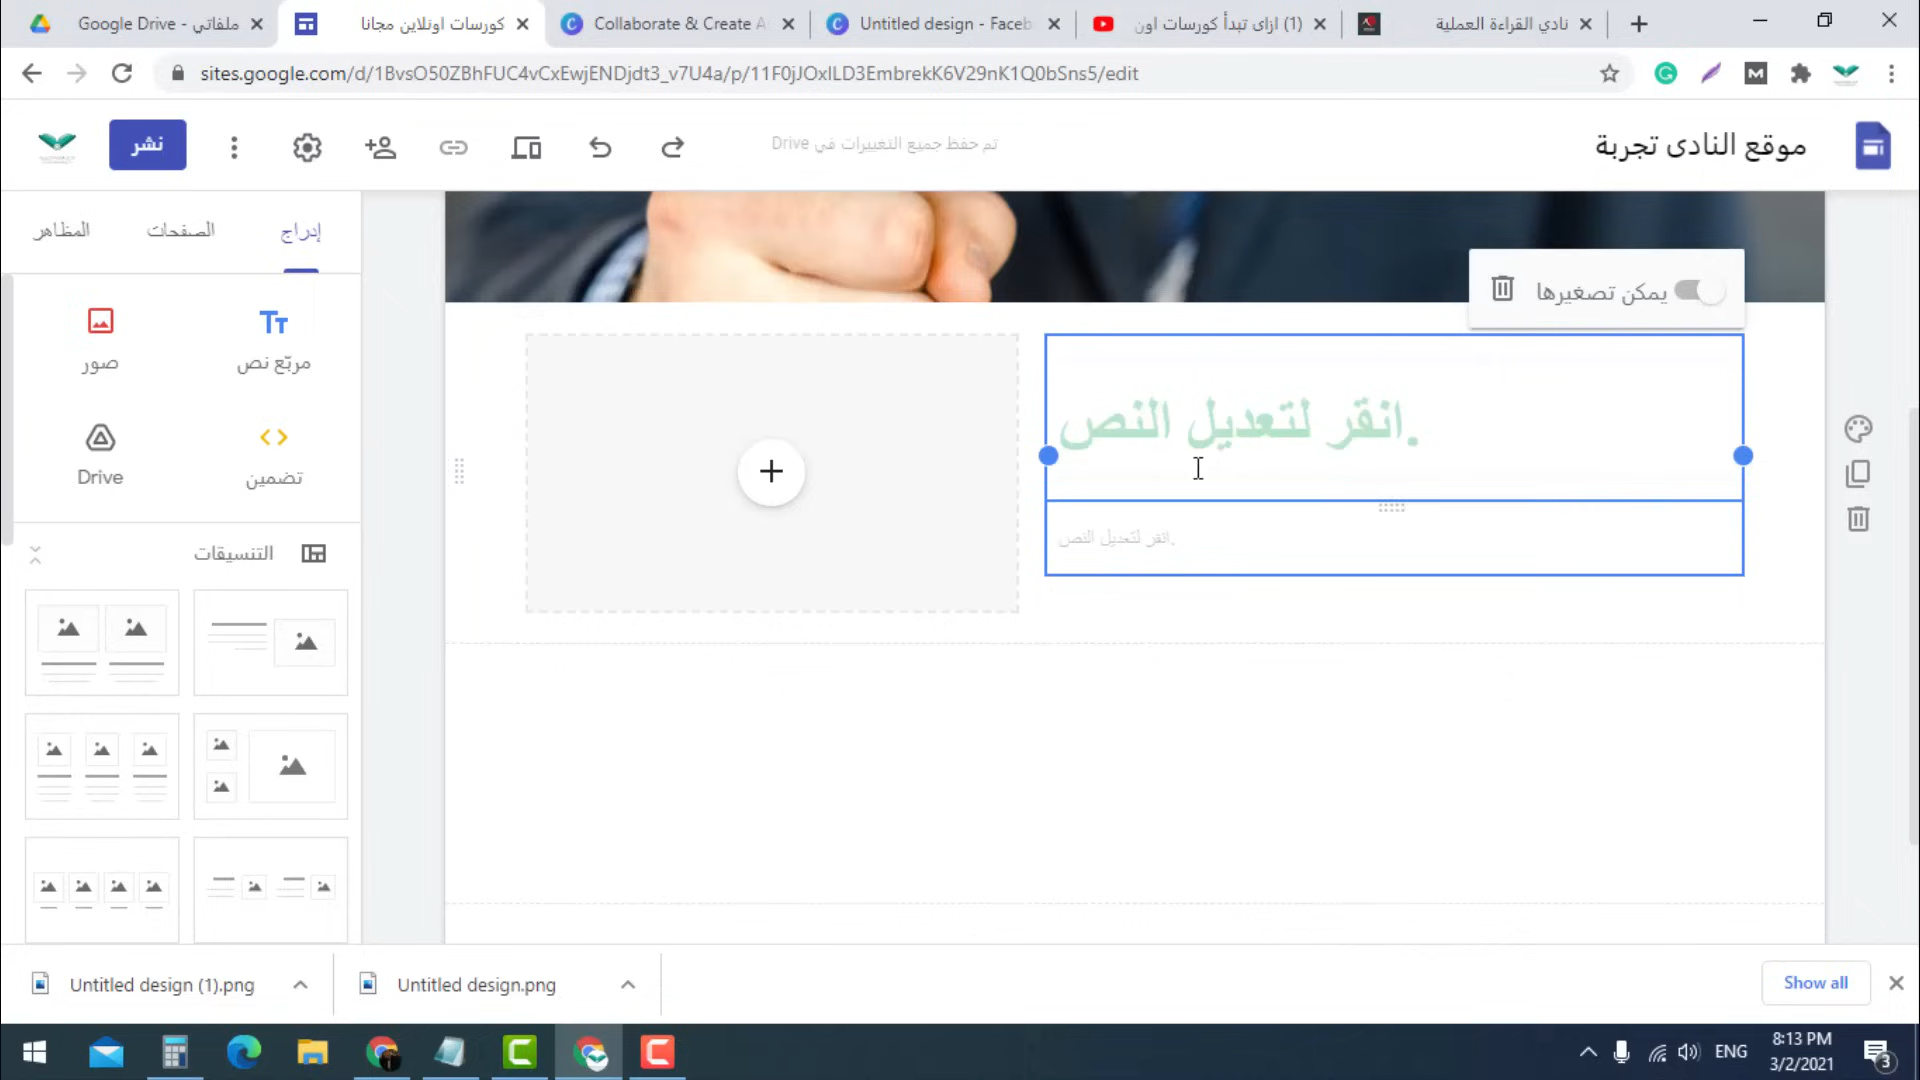 ملفاتي - Google Drive
كورسات اونلاين مجانا
Collaborate & Create A
Untitled design - Faceb
(1) ازاى تبدأ كورسات اون
نادي القراءة العملية
sites.google.com/d/1BvsO50ZBhFUC4vCxEwjENDjdt3_v7U4a/p/11F0jJOxILD3EmbrekK6V29nK1Q0bSns5/edit
نشر
تم حفظ جميع التغييرات في Drive
موقع النادى تجربة
إدراج
الصفحات
المظاهر
يمكن تصغيرها
مربّع نص
صور
Drive
تضمين
انقر لتعديل النص.
انقر لتعديل النص.
التنسيقات
Untitled design (1).png
Untitled design.png
Show all
ENG
8:13 PM
3/2/2021
3